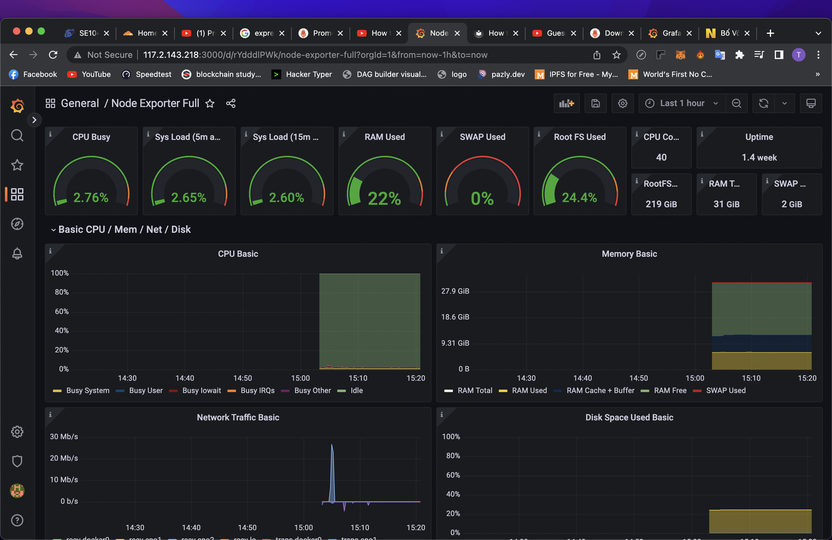 SE10-
Home
(1) Po
expre
Prom
How
Node
How
Gues
Down
Grafa
Bố Vi
Not Secure | 117.2.143.218:3000/d/rYdddlPWk/node-exporter-full?orgId=1&from=now-1h&to=now
T
Facebook YouTube Speedtest blockchain study... Hacker Typer DAG builder visual... logo pazly.dev IPFS for Free - My... World's First No C... »
General / Node Exporter Full
Last 1 hour
CPU Busy
2.76%
Sys Load (5m a...
2.65%
Sys Load (15m ...
2.60%
RAM Used
22%
SWAP Used
0%
Root FS Used
24.4%
CPU Co...
40
Uptime
1.4 week
RootFS...
219 GiB
RAM T...
31 GiB
SWAP ...
2 GiB
Basic CPU / Mem / Net / Disk
CPU Basic
100%
80%
60%
40%
20%
0%
14:30 14:40 14:50 15:00 15:10 15:20
Busy System Busy User Busy Iowait Busy IRQs Busy Other Idle
Memory Basic
27.9 GiB
18.6 GiB
9.31 GiB
0 B
14:30 14:40 14:50 15:00 15:10 15:20
RAM Total RAM Used RAM Cache + Buffer RAM Free SWAP Used
Network Traffic Basic
30 Mb/s
20 Mb/s
10 Mb/s
0 b/s
14:30 14:40 14:50 15:00 15:10 15:20
Disk Space Used Basic
100%
80%
60%
40%
20%
0%